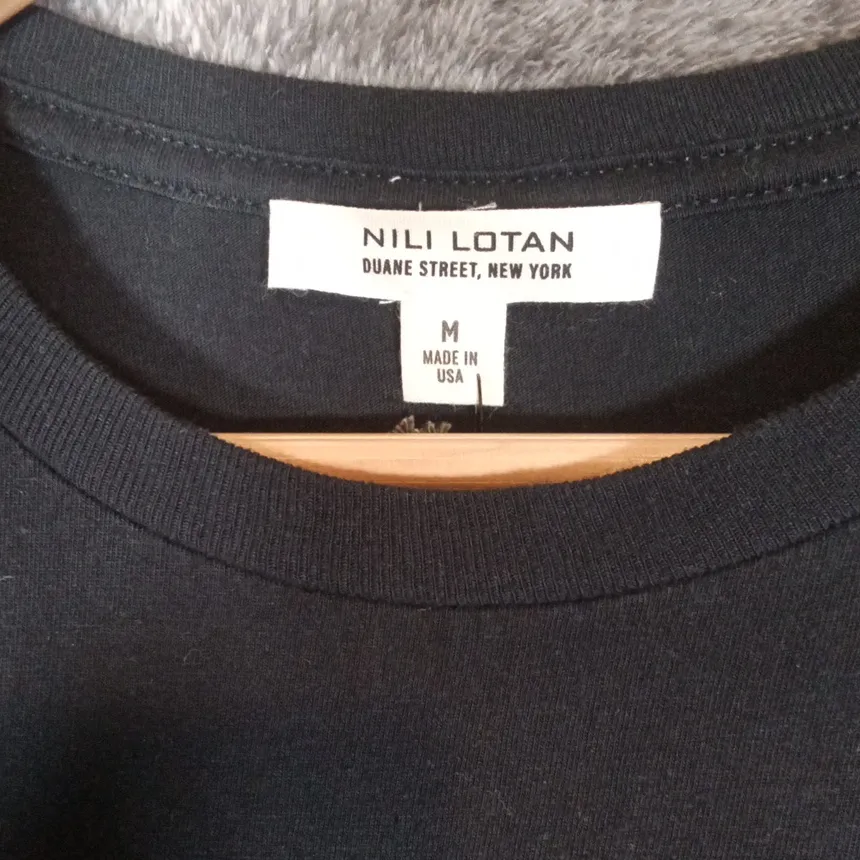 NILI LOTAN
DUANE STREET, NEW YORK
M
MADE IN
USA